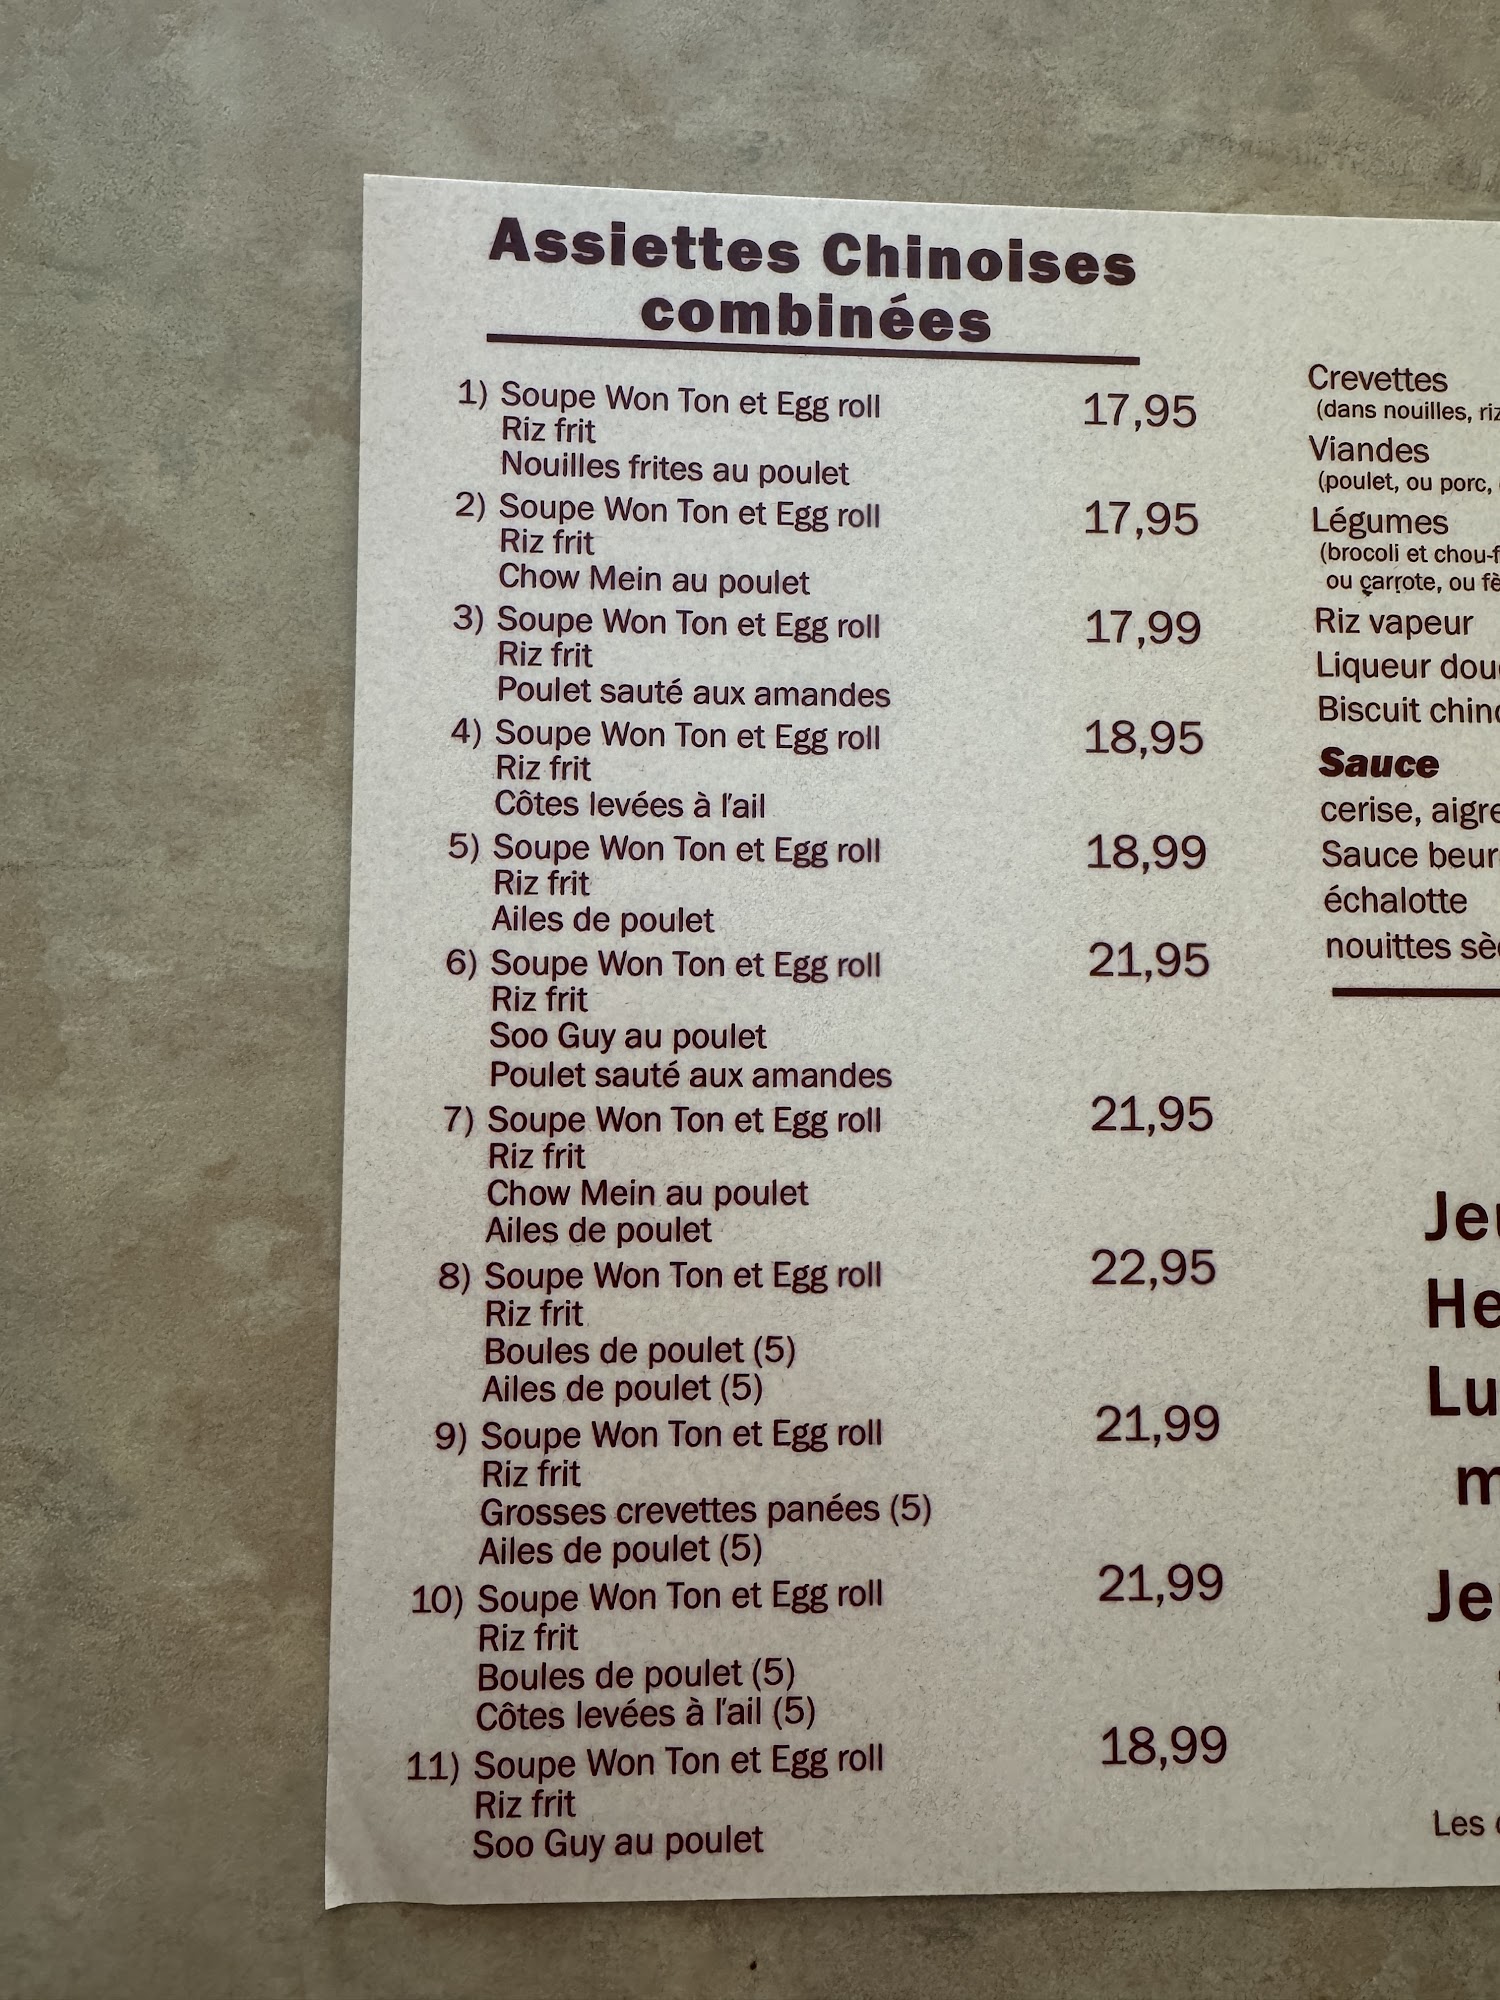 Assiettes Chinoises
combinées
1) Soupe Won Ton et Egg roll 17,95
Riz frit
Nouilles frites au poulet
2) Soupe Won Ton et Egg roll 17,95
Riz frit
Chow Mein au poulet
3) Soupe Won Ton et Egg roll 17,99
Riz frit
Poulet sauté aux amandes
4) Soupe Won Ton et Egg roll 18,95
Riz frit
Côtes levées à l'ail
5) Soupe Won Ton et Egg roll 18,99
Riz frit
Ailes de poulet
6) Soupe Won Ton et Egg roll 21,95
Riz frit
Soo Guy au poulet
Poulet sauté aux amandes
7) Soupe Won Ton et Egg roll 21,95
Riz frit
Chow Mein au poulet
Ailes de poulet
8) Soupe Won Ton et Egg roll 22,95
Riz frit
Boules de poulet (5)
Ailes de poulet (5)
9) Soupe Won Ton et Egg roll 21,99
Riz frit
Grosses crevettes panées (5)
Ailes de poulet (5)
10) Soupe Won Ton et Egg roll 21,99
Riz frit
Boules de poulet (5)
Côtes levées à l'ail (5)
11) Soupe Won Ton et Egg roll 18,99
Riz frit
Soo Guy au poulet
Crevettes
(dans nouilles,
Viandes
(poulet, ou porc,
Légumes
(brocoli et
ou carrote, ou
Riz vapeur
Liqueur
Biscuit
Sauce
cerise,
Sauce
échalotte
nouittes
Les